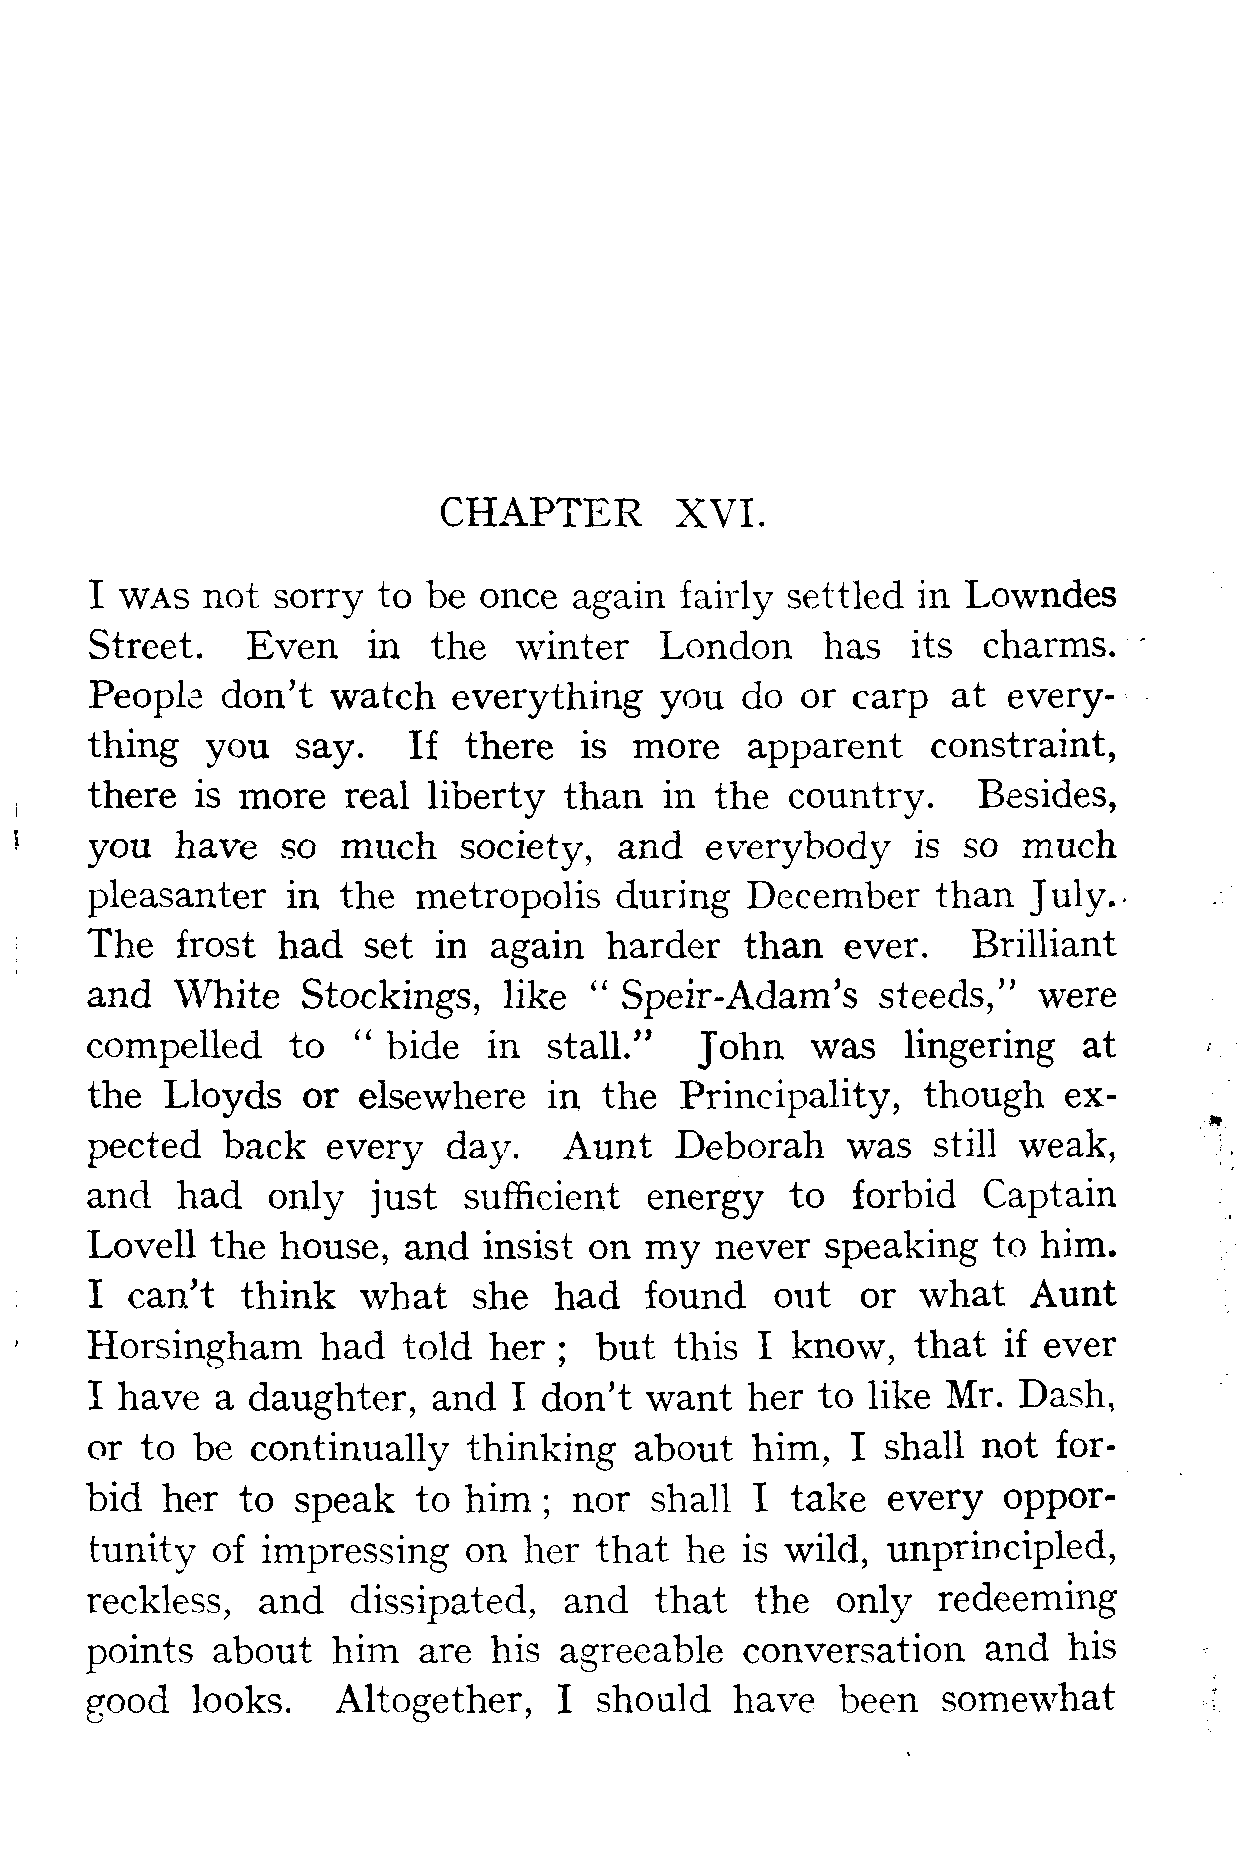 CHAPTER XVI.
I WAS not sorry to be once again fairly settled in Lowndes
Street. Even in the winter London has its charms.
People don't watch everything you do or carp at every-
thing you say. If there is more apparent constraint,
there is more real liberty than in the country. Besides,
you have so much society, and everybody is so much
pleasanter in the metropolis during December than July.
The frost had set in again harder than ever. Brilliant
and White Stockings, like " Speir-Adam's steeds," were
compelled to " bide in stall." John was lingering at
the Lloyds or elsewhere in the Principality, though ex-
pected back every day. Aunt Deborah was still weak,
and had only just sufficient energy to forbid Captain
Lovell the house, and insist on my never speaking to him.
I can't think what she had found out or what Aunt
Horsingham had told her ; but this I know, that if ever
I have a daughter, and I don't want her to like Mr. Dash,
or to be continually thinking about him, I shall not for-
bid her to speak to him ; nor shall I take every oppor-
tunity of impressing on her that he is wild, unprincipled,
reckless, and dissipated, and that the only redeeming
points about him are his agreeable conversation and his
good looks. Altogether, I should have been somewhat